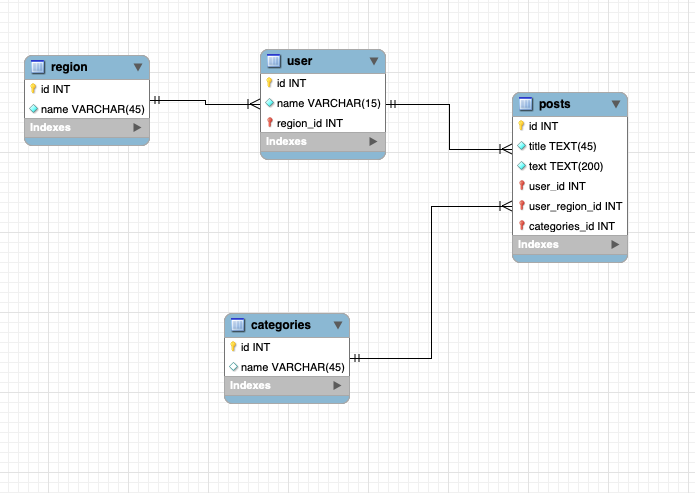 region
id INT
name VARCHAR(45)
Indexes
user
id INT
name VARCHAR(15)
region_id INT
Indexes
posts
id INT
title TEXT(45)
text TEXT(200)
user_id INT
user_region_id INT
categories_id INT
Indexes
categories
id INT
name VARCHAR(45)
Indexes